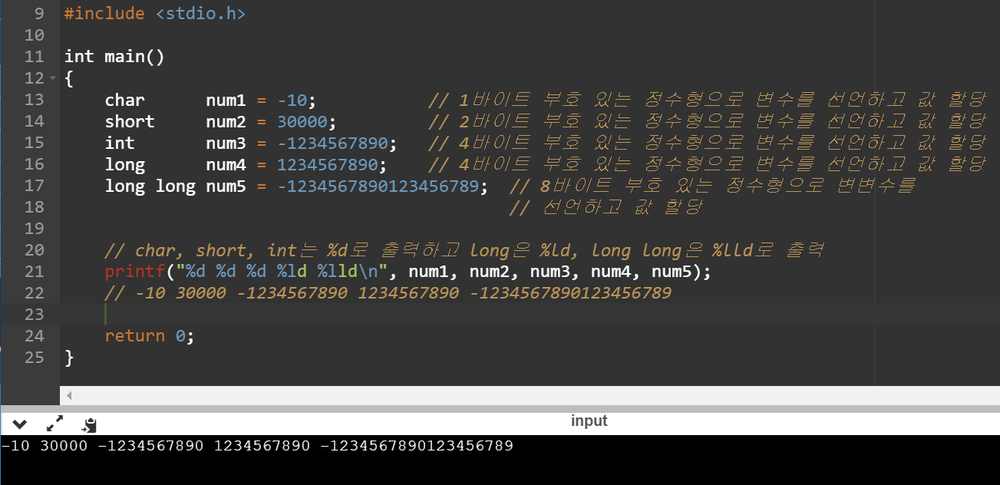 9 #include <stdio.h>
10
11 int main()
12 {
13     char      num1 = -10;           // 1바이트 부호 있는 정수형으로 변수를 선언하고 값 할당
14     short     num2 = 30000;         // 2바이트 부호 있는 정수형으로 변수를 선언하고 값 할당
15     int       num3 = -1234567890;   // 4바이트 부호 있는 정수형으로 변수를 선언하고 값 할당
16     long      num4 = 1234567890;    // 4바이트 부호 있는 정수형으로 변수를 선언하고 값 할당
17     long long num5 = -1234567890123456789;  // 8바이트 부호 있는 정수형으로 변변수를
18                                             // 선언하고 값 할당
19
20     // char, short, int는 %d로 출력하고 long은 %ld, long long은 %lld로 출력
21     printf("%d %d %d %ld %lld\n", num1, num2, num3, num4, num5);
22     // -10 30000 -1234567890 1234567890 -1234567890123456789
23
24     return 0;
25 }
input
-10 30000 -1234567890 1234567890 -1234567890123456789